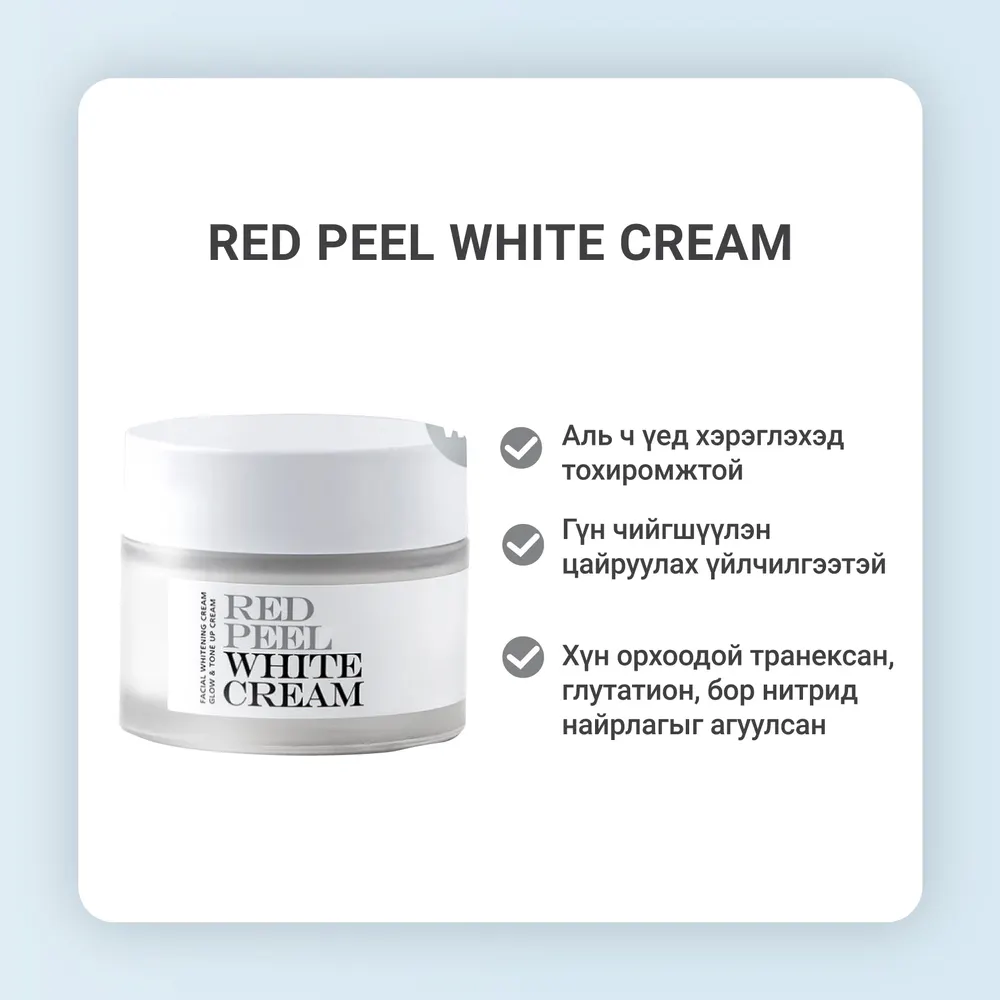 RED PEEL WHITE CREAM
Аль ч үед хэрэглэхэд
тохиромжтой
Гүн чийгшүүлэн
цайруулах үйлчилгээтэй
Хүн орхоодой транексан,
глутатион, бор нитрид
найрлагыг агуулсан
FACIAL WHITENING CREAM
GLOW & TONE UP CREAM
RED
PEEL
WHITE
CREAM